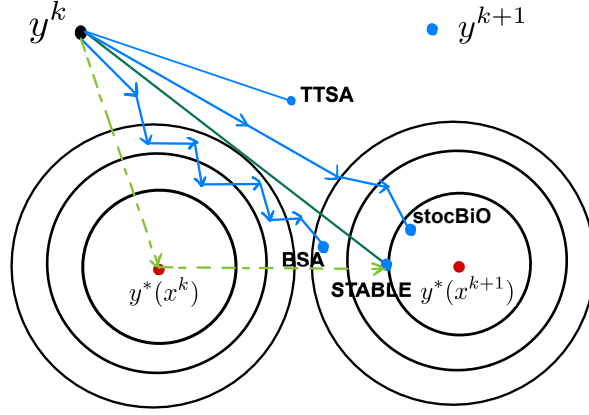 y^k
y^{k+1}
TTSA
stocBiO
BSA
STABLE
y^*(x^k)
y^*(x^{k+1})